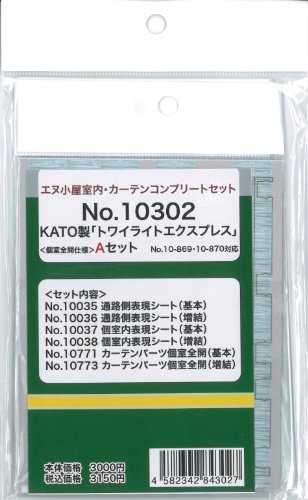 エヌ小屋室内・カーテンコンプリートセット
No.10302
KATO製「トワイライトエクスプレス」
<個室全開仕様>Aセット No.10-869・10-870対応
<セット内容>
No.10035 通路側表現シート(基本)
No.10036 通路側表現シート(増結)
No.10037 個室内表現シート(基本)
No.10038 個室内表現シート(増結)
No.10771 カーテンパーツ個室全開(基本)
No.10773 カーテンパーツ個室全開(増結)
本体価格 3000円
税込価格 3150円
4 582342 843027